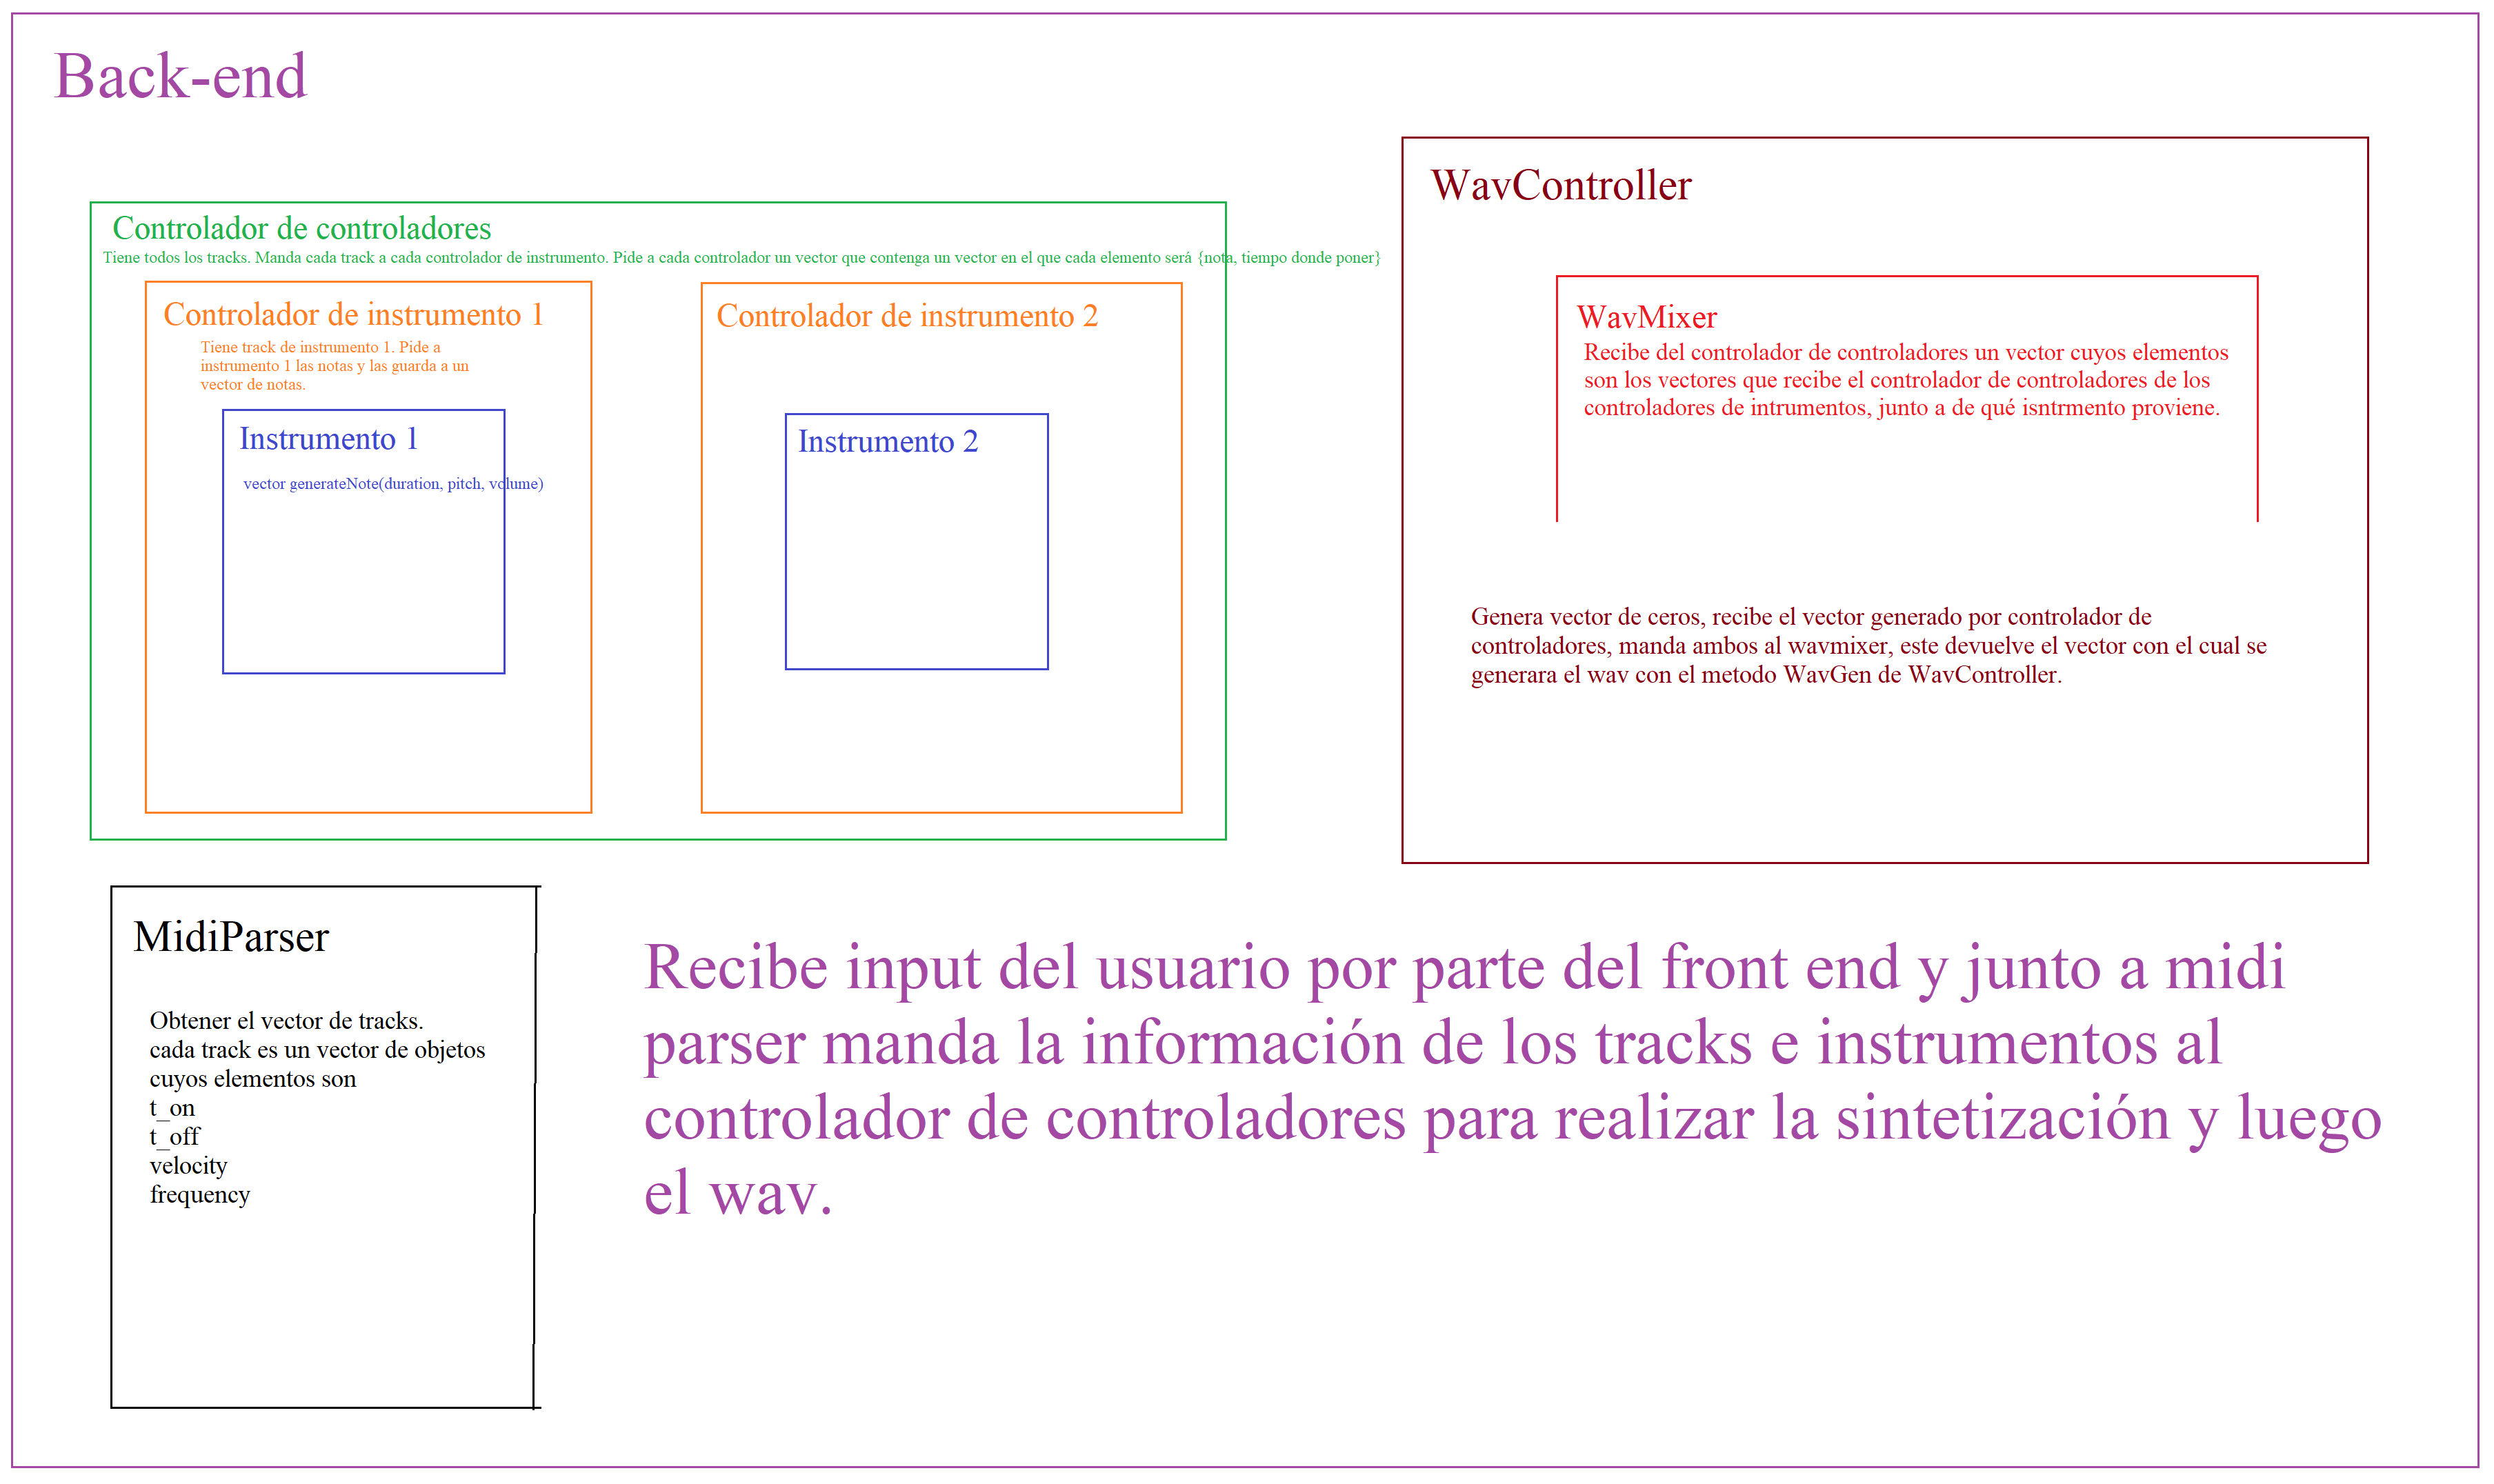 Back-end
Controlador de controladores
Tiene todos los tracks. Manda cada track a cada controlador de instrumento. Pide a cada controlador un vector que contenga un vector en el que cada elemento será {nota, tiempo donde poner}
Controlador de instrumento 1
Tiene track de instrumento 1. Pide a
instrumento 1 las notas y las guarda a un
vector de notas.
Instrumento 1
vector generateNote(duration, pitch, volume)
Controlador de instrumento 2
Instrumento 2
WavController
WavMixer
Recibe del controlador de controladores un vector cuyos elementos
son los vectores que recibe el controlador de controladores de los
controladores de intrumentos, junto a de qué isntrmento proviene.
Genera vector de ceros, recibe el vector generado por controlador de
controladores, manda ambos al wavmixer, este devuelve el vector con el cual se
generara el wav con el metodo WavGen de WavController.
MidiParser
Obtener el vector de tracks.
cada track es un vector de objetos
cuyos elementos son
t_on
t_off
velocity
frequency
Recibe input del usuario por parte del front end y junto a midi
parser manda la información de los tracks e instrumentos al
controlador de controladores para realizar la sintetización y luego
el wav.